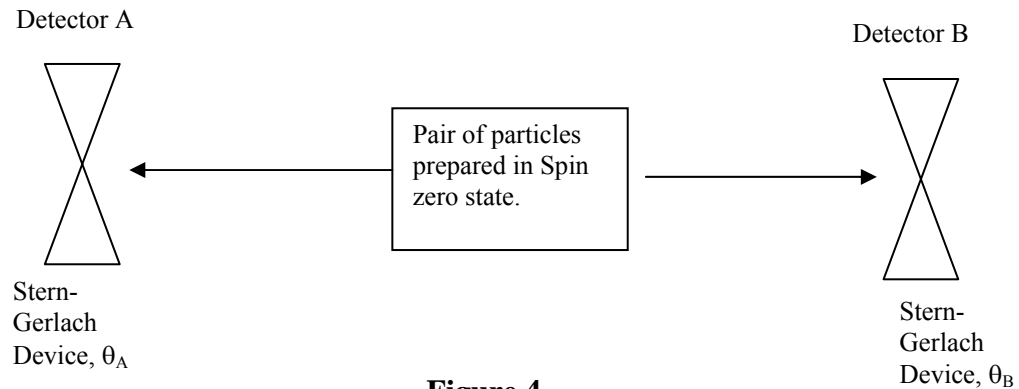 Detector A
Detector B
Pair of particles
prepared in Spin
zero state.
Stern-
Gerlach
Device, θA
Stern-
Gerlach
Device, θB
Figure 4